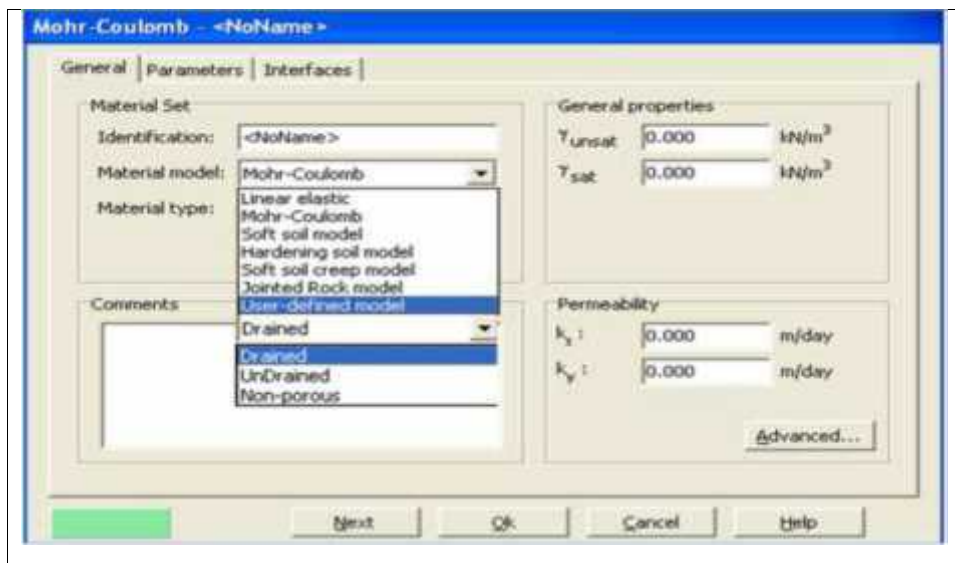 Mohr-Coulomb - <NoName>
General Parameters Interfaces
Material Set
Identification: <NoName>
Material model: Mohr-Coulomb
Linear elastic
Mohr-Coulomb
Soft soil model
Hardening soil model
Soft soil creep model
Jointed Rock model
User-defined model
Material type:
Drained
Drained
UnDrained
Non-porous
Comments
General properties
γunsat 0.000 kN/m³
γsat 0.000 kN/m³
Permeability
kx : 0.000 m/day
ky : 0.000 m/day
Advanced...
Next Ok Cancel Help